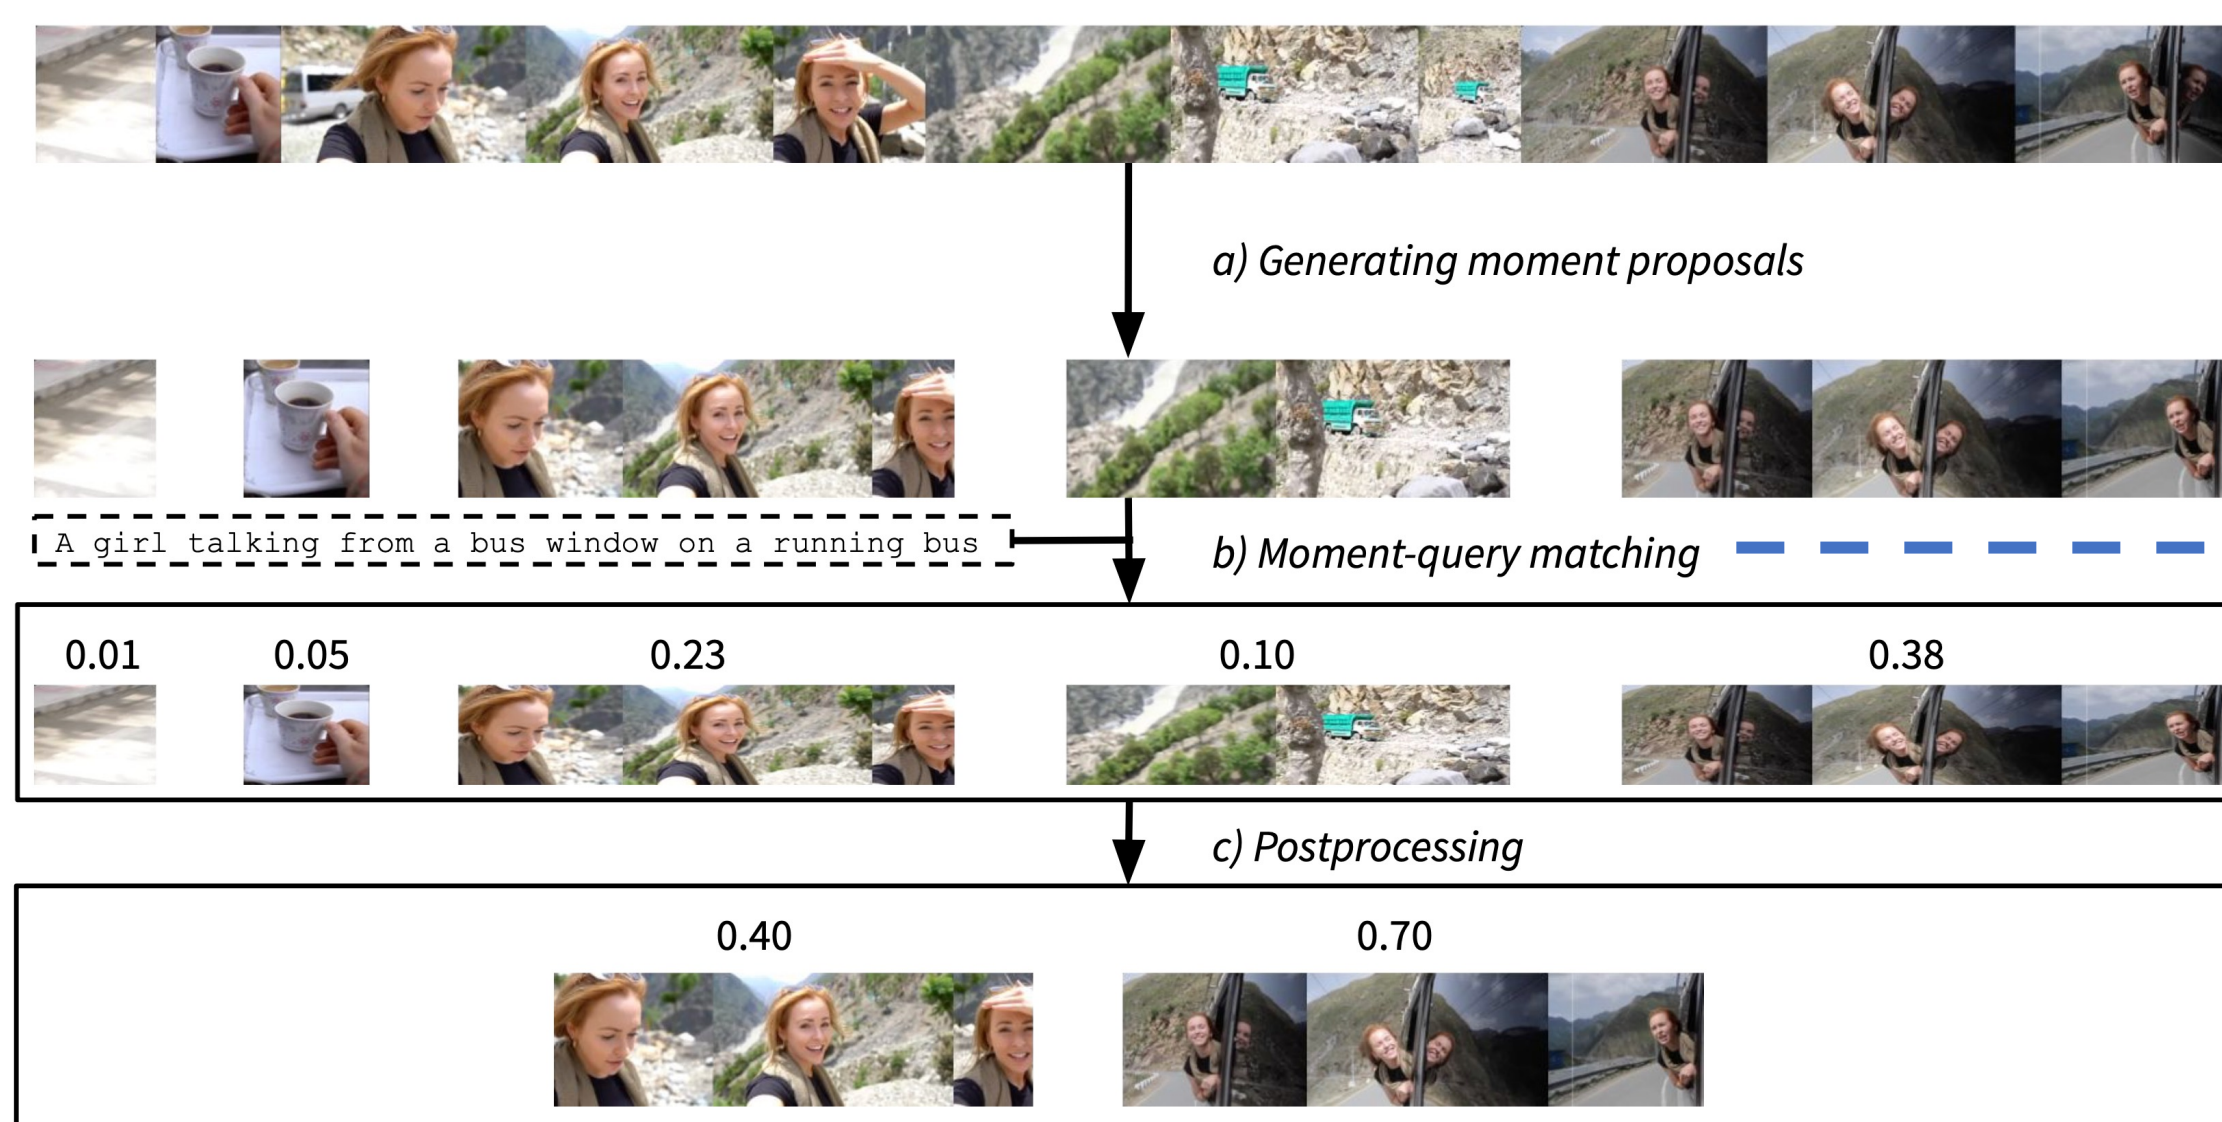 a) Generating moment proposals
A girl talking from a bus window on a running bus
b) Moment-query matching
0.01 0.05 0.23 0.10 0.38
c) Postprocessing
0.40 0.70